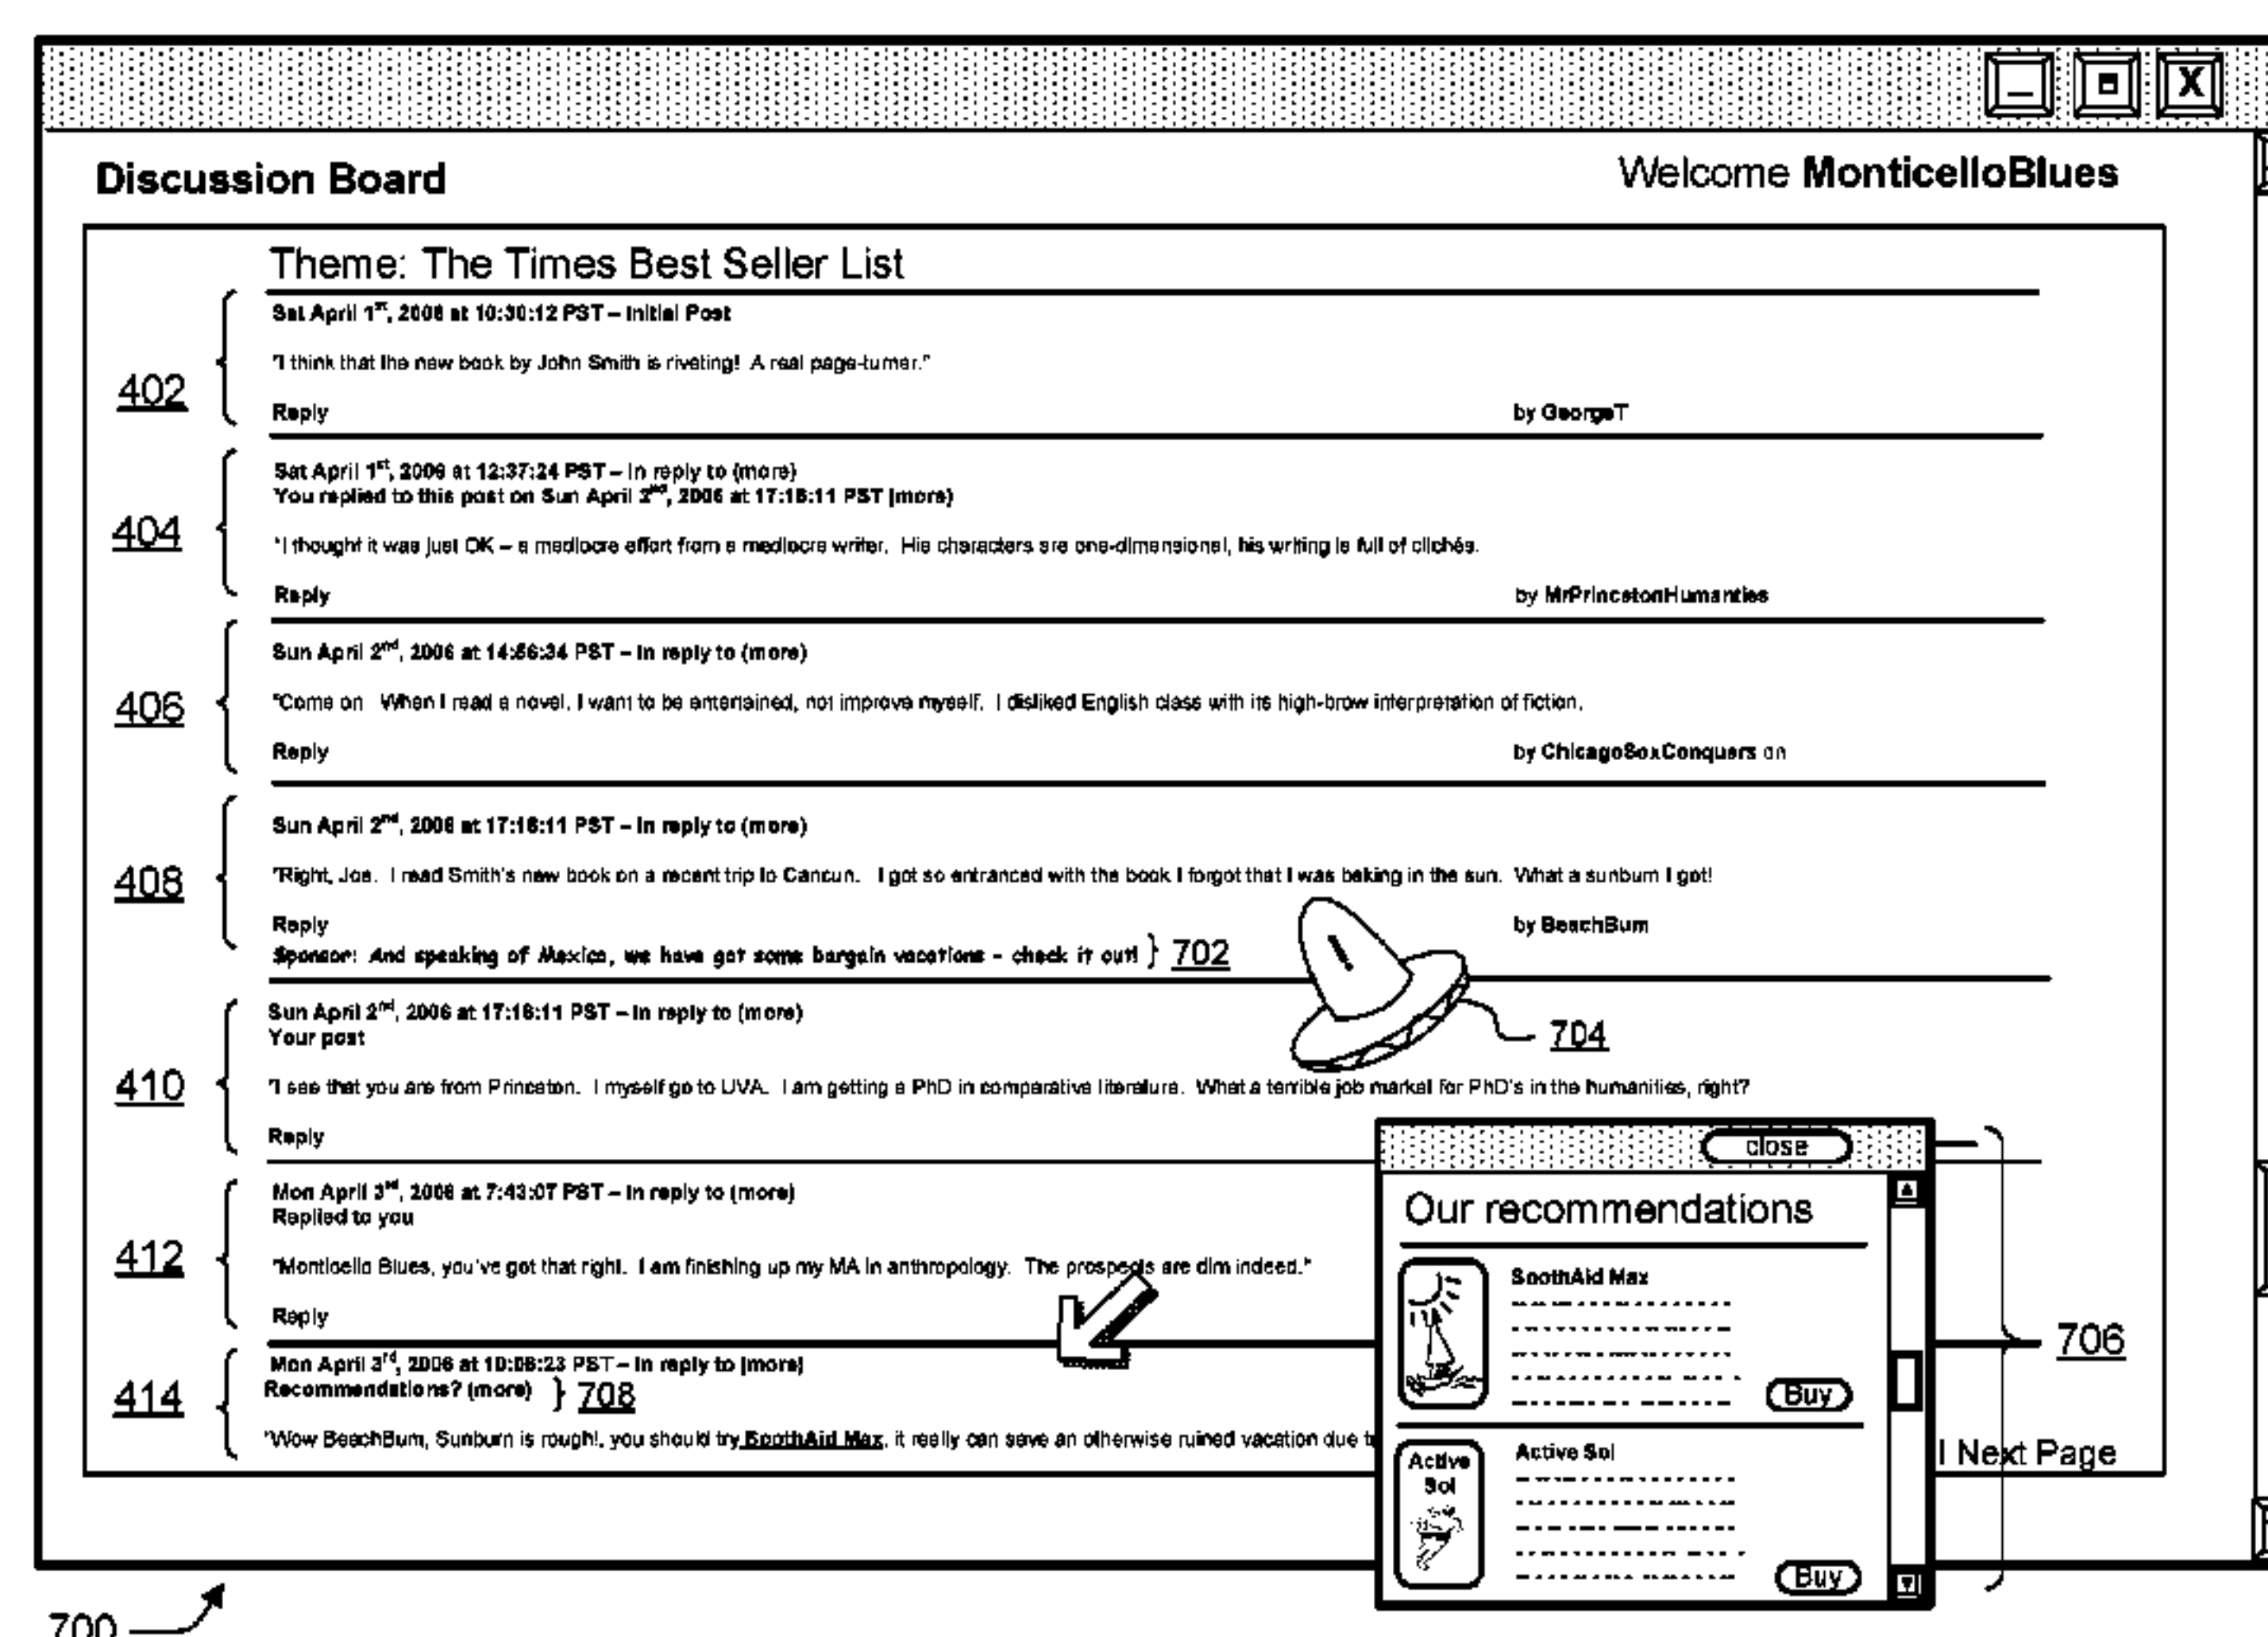 X
Discussion Board
Welcome MonticelloBlues
Theme: The Times Best Seller List
Sat April 1st, 2006 at 10:30:12 PST – Initial Post
"I think that the new book by John Smith is riveting! A real page-turner."
402
Reply
by GeorgeT
Sat April 1st, 2006 at 12:37:24 PST – In reply to (more)
You replied to this post on Sun April 2nd, 2006 at 17:16:11 PST (more)
404
"I thought it was just OK – a mediocre effort from a mediocre writer. His characters are one-dimensional, his writing is full of clichés.
Reply
by MrPrincetonHumanties
Sun April 2nd, 2006 at 14:56:34 PST – In reply to (more)
406
"Come on When I read a novel, I want to be entertained, not improve myself. I disliked English class with its high-brow interpretation of fiction.
Reply
by ChicagoSoxConquers on
Sun April 2nd, 2006 at 17:16:11 PST – In reply to (more)
408
"Right, Joe. I read Smith's new book on a recent trip to Cancun. I got so entranced with the book I forgot that I was baking in the sun. What a sunburn I got!
Reply
by BeachBum
Sponsor: And speaking of Mexico, we have got some bargain vacations - check it out!
702
Sun April 2nd, 2006 at 17:16:11 PST – In reply to (more)
Your post
704
410
"I see that you are from Princeton. I myself go to UVA. I am getting a PhD in comparative literature. What a terrible job market for PhD's in the humanities, right?
Reply
Mon April 3rd, 2006 at 7:43:07 PST – In reply to (more)
Replied to you
412
"Monticello Blues, you've got that right. I am finishing up my MA in anthropology. The prospects are dim indeed."
Reply
Mon April 3rd, 2006 at 10:08:23 PST – In reply to (more)
Recommendations? (more)
708
414
"Wow BeachBum, Sunburn is rough!, you should try SoothAid Max, it really can save an otherwise ruined vacation due
close
Our recommendations
SoothAid Max
Buy
706
Active Sol
Active Sol
Buy
| Next Page
700